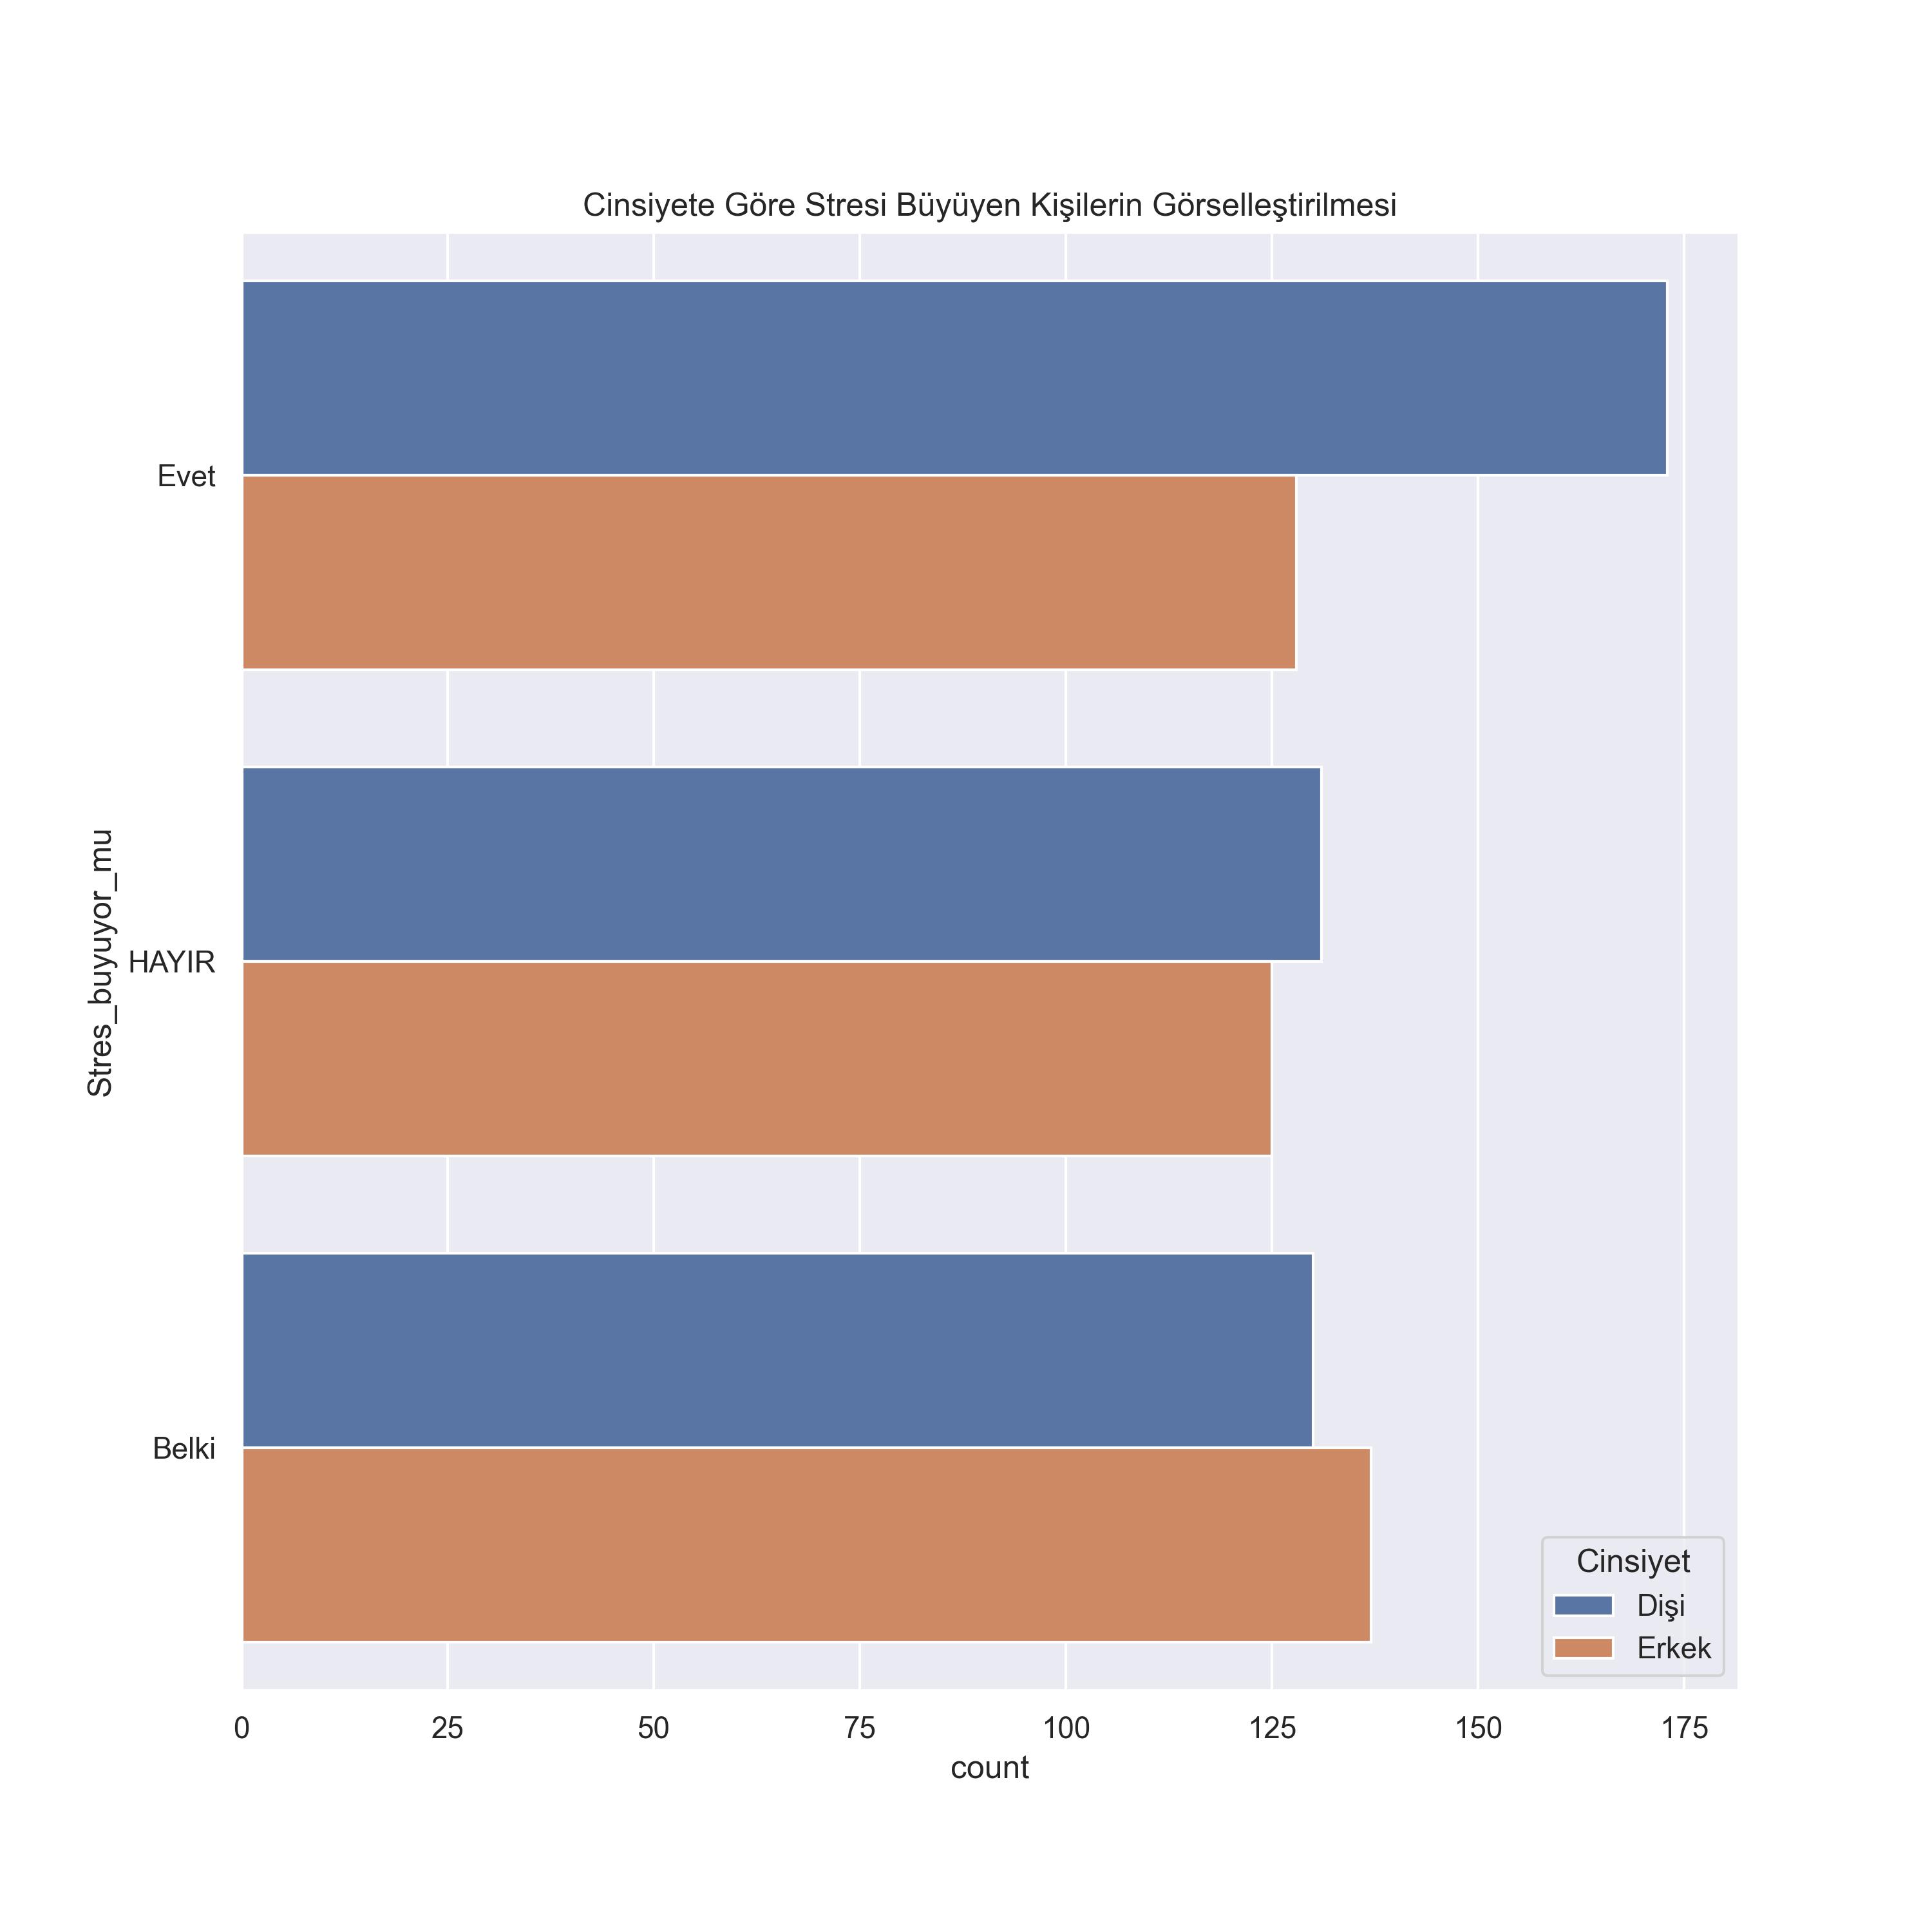 Cinsiyete Göre Stresi Büyüyen Kişilerin Görselleştirilmesi
Stres_buyuyor_mu
Evet
HAYIR
Belki
Cinsiyet
Dişi
Erkek
0 25 50 75 100 125 150 175
count